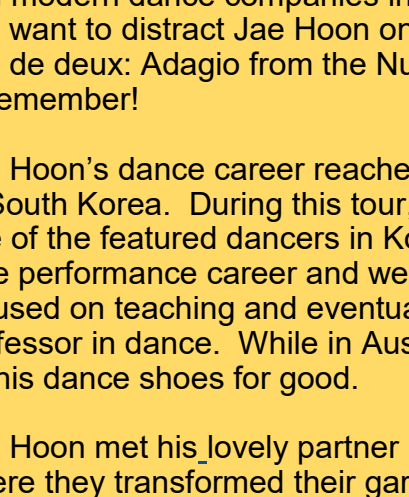 modern dance companies in
want to distract Jae Hoon on
de deux: Adagio from the Nu
emember!
Hoon's dance career reache
South Korea. During this tour
of the featured dancers in Ko
performance career and we
used on teaching and eventua
fessor in dance. While in Aus
his dance shoes for good.
Hoon met his lovely partner
ere they transformed their gar